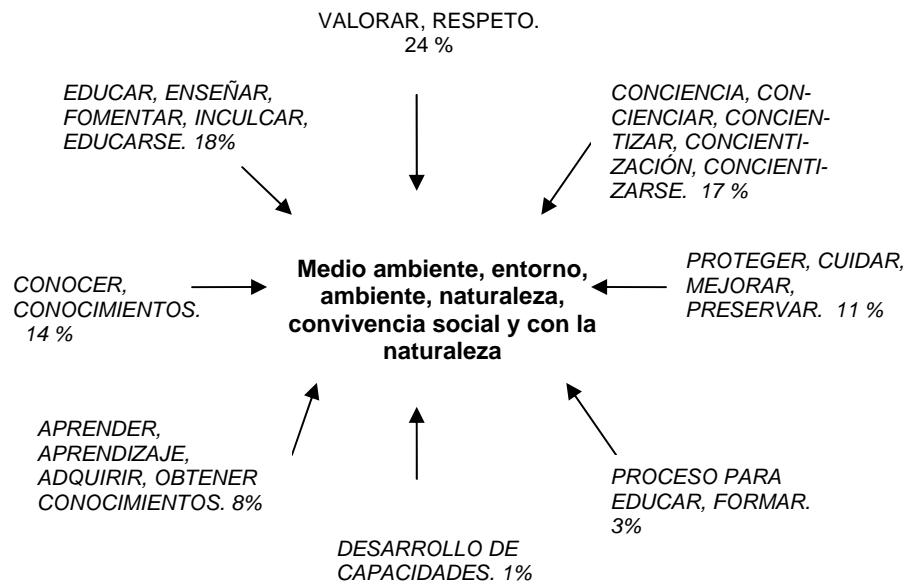 VALORAR, RESPETO.
24 %
EDUCAR, ENSEÑAR,
FOMENTAR, INCULCAR,
EDUCARSE. 18%
CONCIENCIA, CON-
CIENCIAR, CONCIEN-
TIZAR, CONCIENTI-
ZACIÓN, CONCIENTI-
ZARSE. 17 %
CONOCER,
CONOCIMIENTOS.
14 %
Medio ambiente, entorno,
ambiente, naturaleza,
convivencia social y con la
naturaleza
PROTEGER, CUIDAR,
MEJORAR,
PRESERVAR. 11 %
APRENDER,
APRENDIZAJE,
ADQUIRIR, OBTENER
CONOCIMIENTOS. 8%
DESARROLLO DE
CAPACIDADES. 1%
PROCESO PARA
EDUCAR, FORMAR.
3%